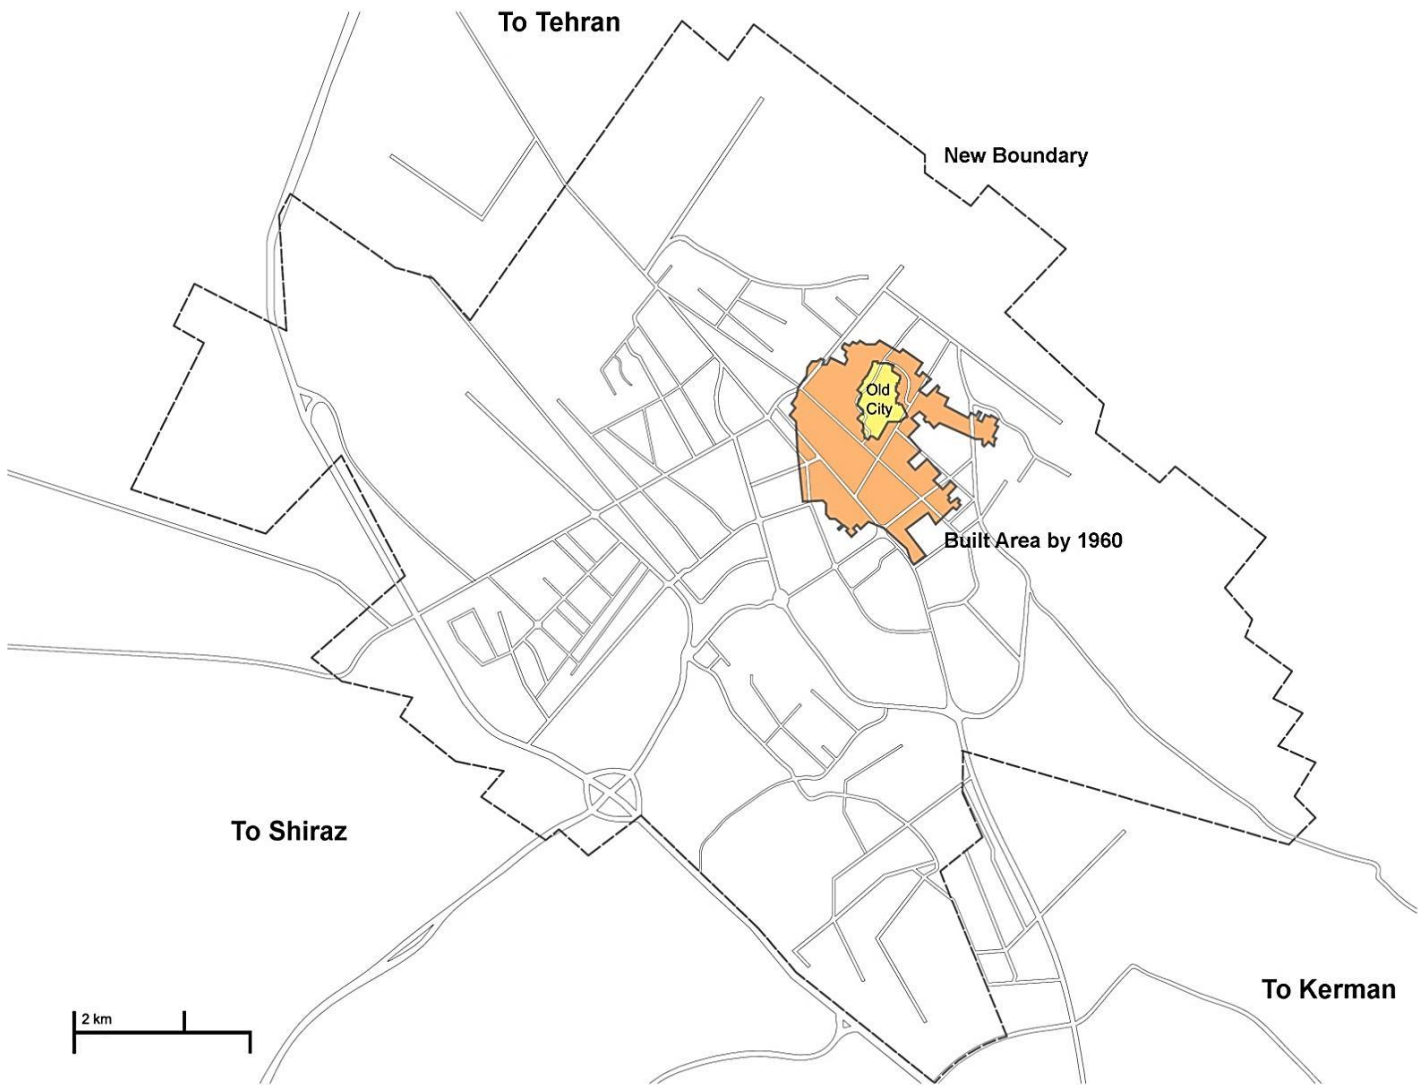 To Tehran
New Boundary
Old
City
Built Area by 1960
To Shiraz
To Kerman
2 km